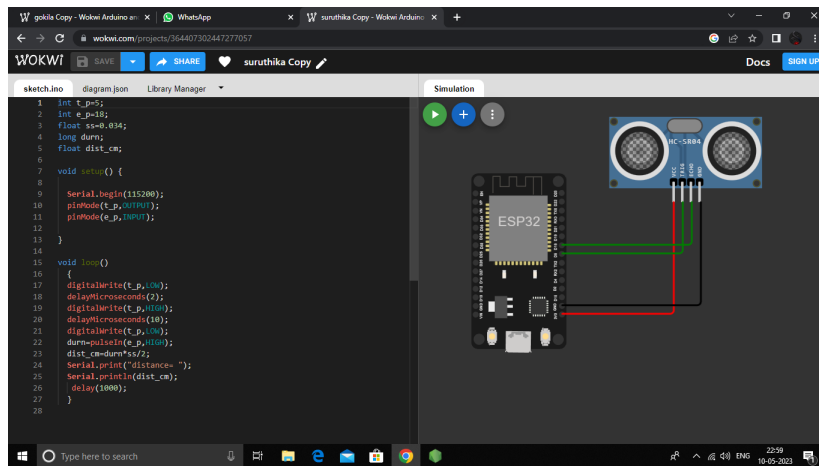 gokila Copy - Wokwi Arduino an
WhatsApp
suruthika Copy - Wokwi Arduino
wokwi.com/projects/364407302447277057
WOKWi SAVE SHARE suruthika Copy Docs SIGN UP
sketch.ino diagram.json Library Manager
Simulation
1 int t_p=5;
2 int e_p=18;
3 float ss=0.034;
4 long durn;
5 float dist_cm;
6
7 void setup() {
8
9 Serial.begin(115200);
10 pinMode(t_p,OUTPUT);
11 pinMode(e_p,INPUT);
12
13 }
14
15 void loop()
16 {
17 digitalWrite(t_p,LOW);
18 delayMicroseconds(2);
19 digitalWrite(t_p,HIGH);
20 delayMicroseconds(10);
21 digitalWrite(t_p,LOW);
22 durn=pulseIn(e_p,HIGH);
23 dist_cm=durn*ss/2;
24 Serial.print("distance= ");
25 Serial.println(dist_cm);
26 delay(1000);
27 }
28
HC-SR04
VCC
TRIG
ECHO
GND
ESP32
Type here to search
ENG
22:59
10-05-2023